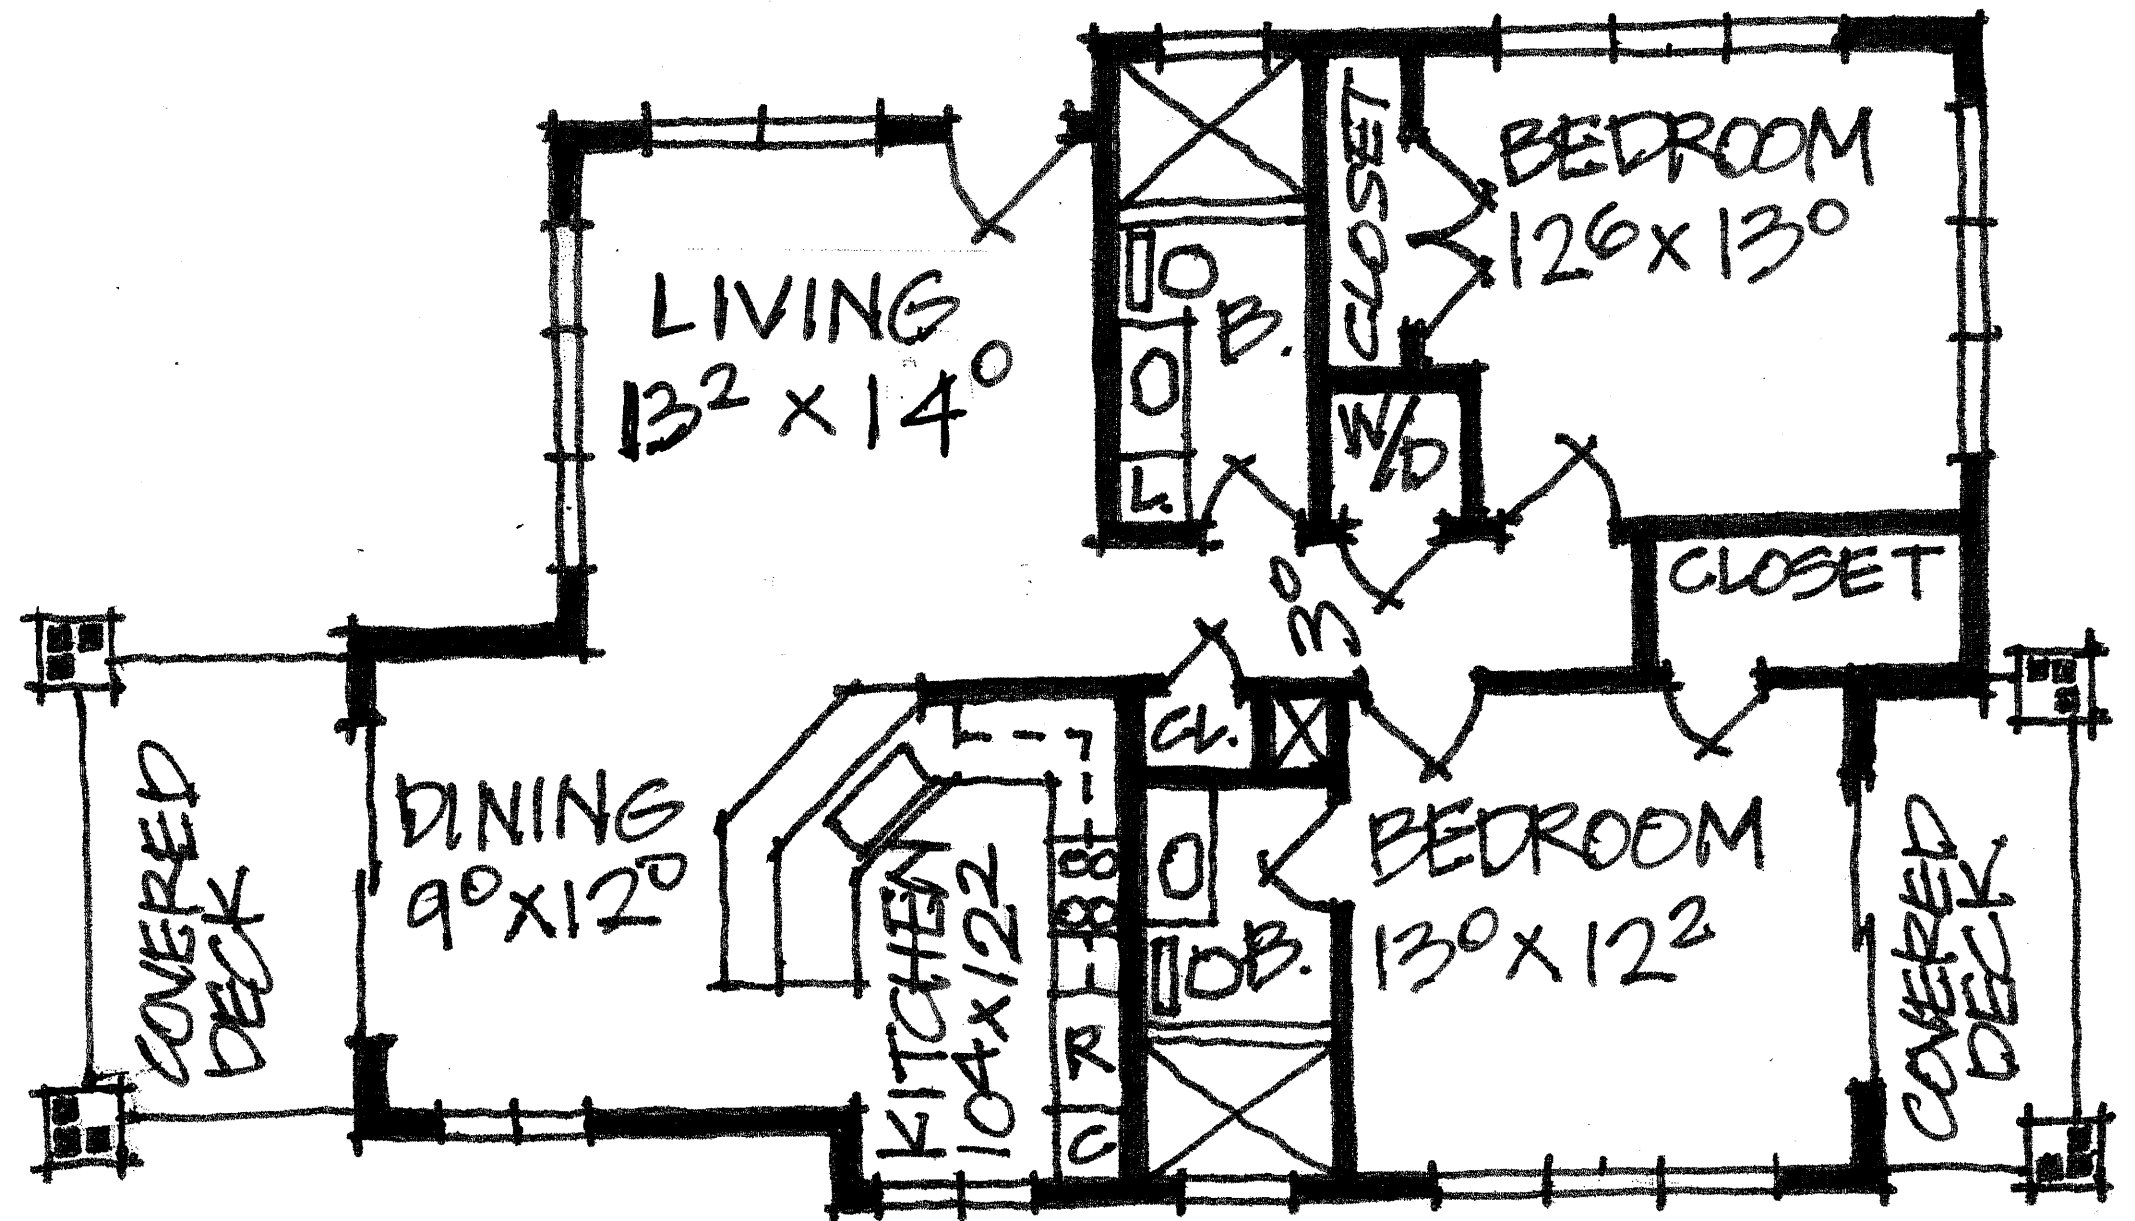 CLOSET
BEDROOM
12⁶ x 13⁰
LIVING
13² x 14⁰
B.
W/D
L.
CLOSET
3⁰
CL.
DINING
9⁰ x 12⁰
COVERED
DECK
KITCHEN
10⁴ x 12²
R
C
B.
BEDROOM
13⁰ x 12²
COVERED
DECK